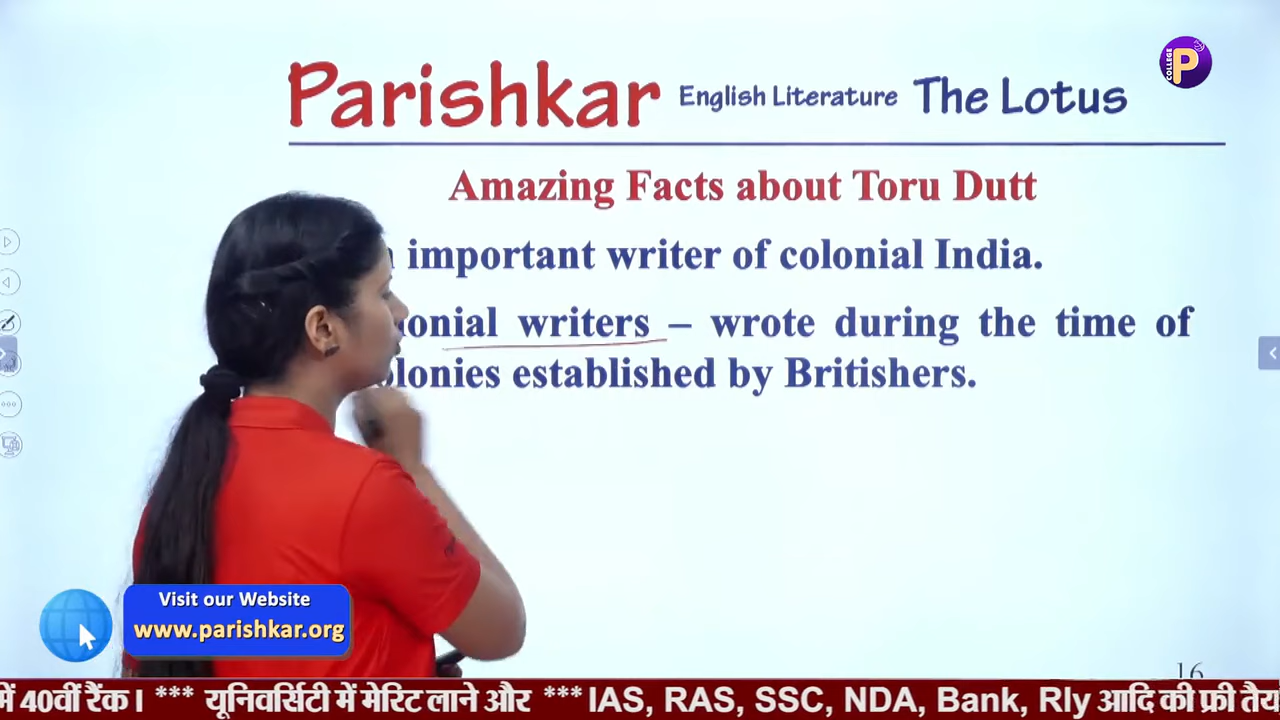 Parishkar English Literature The Lotus
COLLEGE P
Amazing Facts about Toru Dutt
important writer of colonial India.
writers – wrote during the time of
established by Britishers.
Visit our Website
www.parishkar.org
16
में 40वीं रैंक । *** यूनिवर्सिटी में मेरिट लाने और *** IAS, RAS, SSC, NDA, Bank, Rly आदि की फ्री